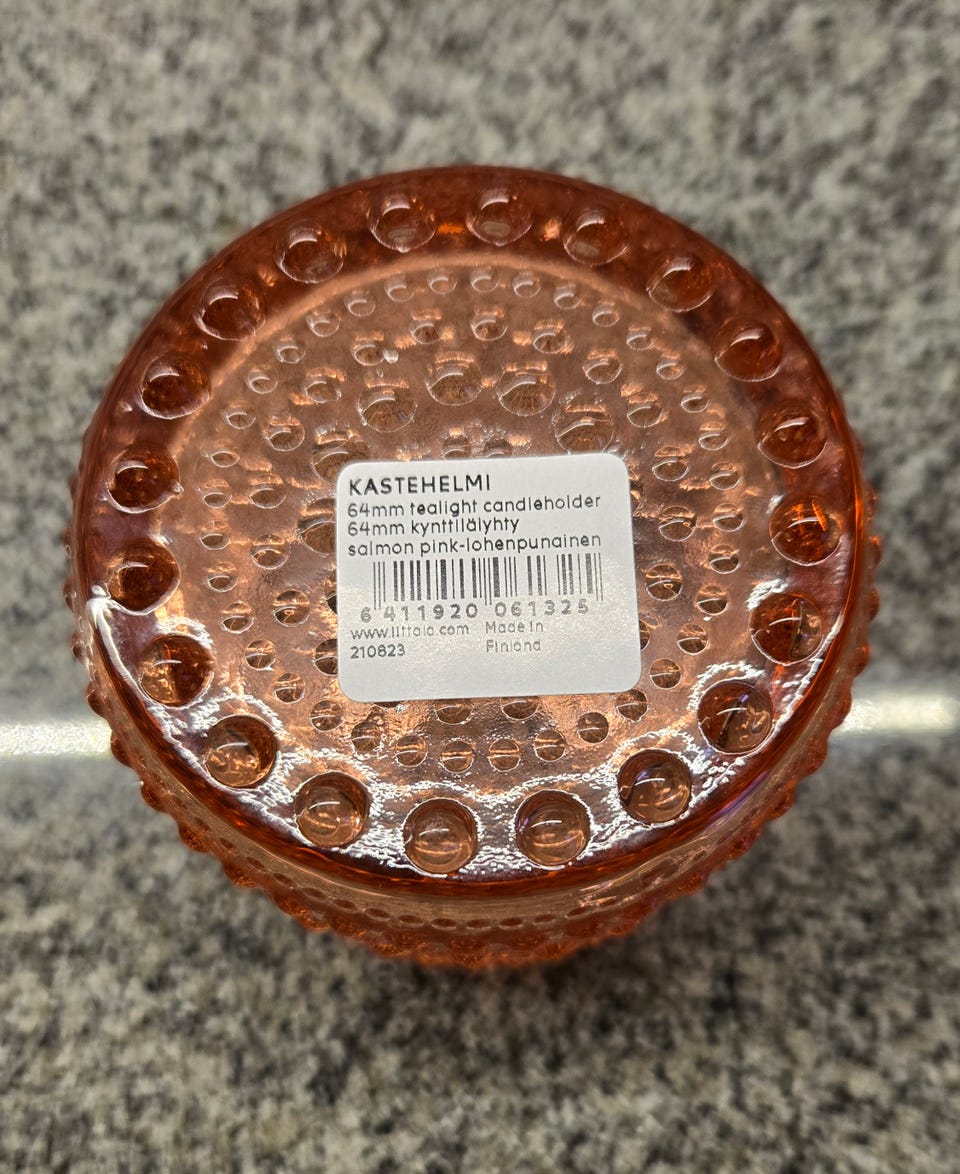 KASTEHELMI
64mm tealight candleholder
64mm kynttilälyhty
salmon pink-lohenpunainen
6 411920 061325
www.iittala.com Made in
210823 Finland